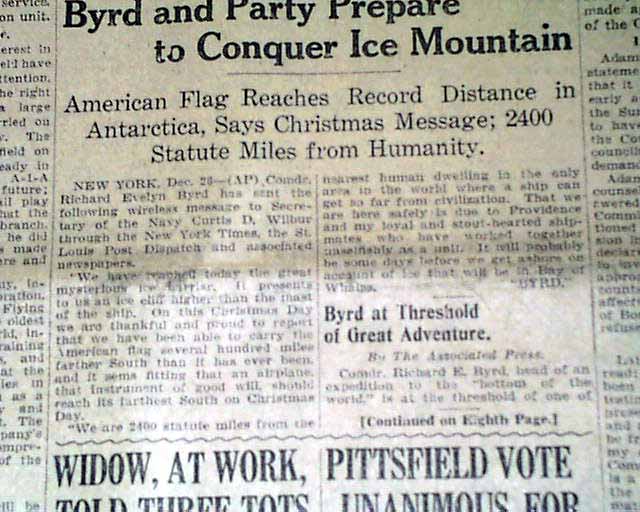 Byrd and Party Prepare
to Conquer Ice Mountain
American Flag Reaches Record Distance in
Antarctica, Says Christmas Message; 2400
Statute Miles from Humanity.
NEW YORK, Dec. 26—(AP) Comdr.
Richard Evelyn Byrd has sent the
following wireless message to Secre-
tary of the Navy Curtis D. Wilbur
through the New York Times, the St.
Louis Post Dispatch and associated
newspapers.
"We have reached today the great
mysterious ice barrier. It presents
to us an ice cliff higher than the mast
of the ship. On this Christmas Day
we are thankful and proud to report
that we have been able to carry the
American flag several hundred miles
farther South than it has ever been,
and it seems fitting that an airplane,
that instrument of good will, should
reach its farthest South on Christmas
Day.
"We are 2400 statute miles from the
nearest human dwelling in the only
area in the world where a ship can
get so far from civilization. That we
are here safely is due to Providence
and my loyal and stout-hearted ship-
mates who have worked together
unselfishly as a unit. It will probably
be some days before we get ashore on
account of ice that will be in Bay of
Whales. "BYRD."
Byrd at Threshold
of Great Adventure.
By The Associated Press.
Comdr. Richard E. Byrd, head of an
expedition to the "bottom of the
world," is at the threshold of one of
[Continued on Eighth Page.]
WIDOW, AT WORK,
TOLD THREE TOTS
PITTSFIELD VOTE
UNANIMOUS FOR